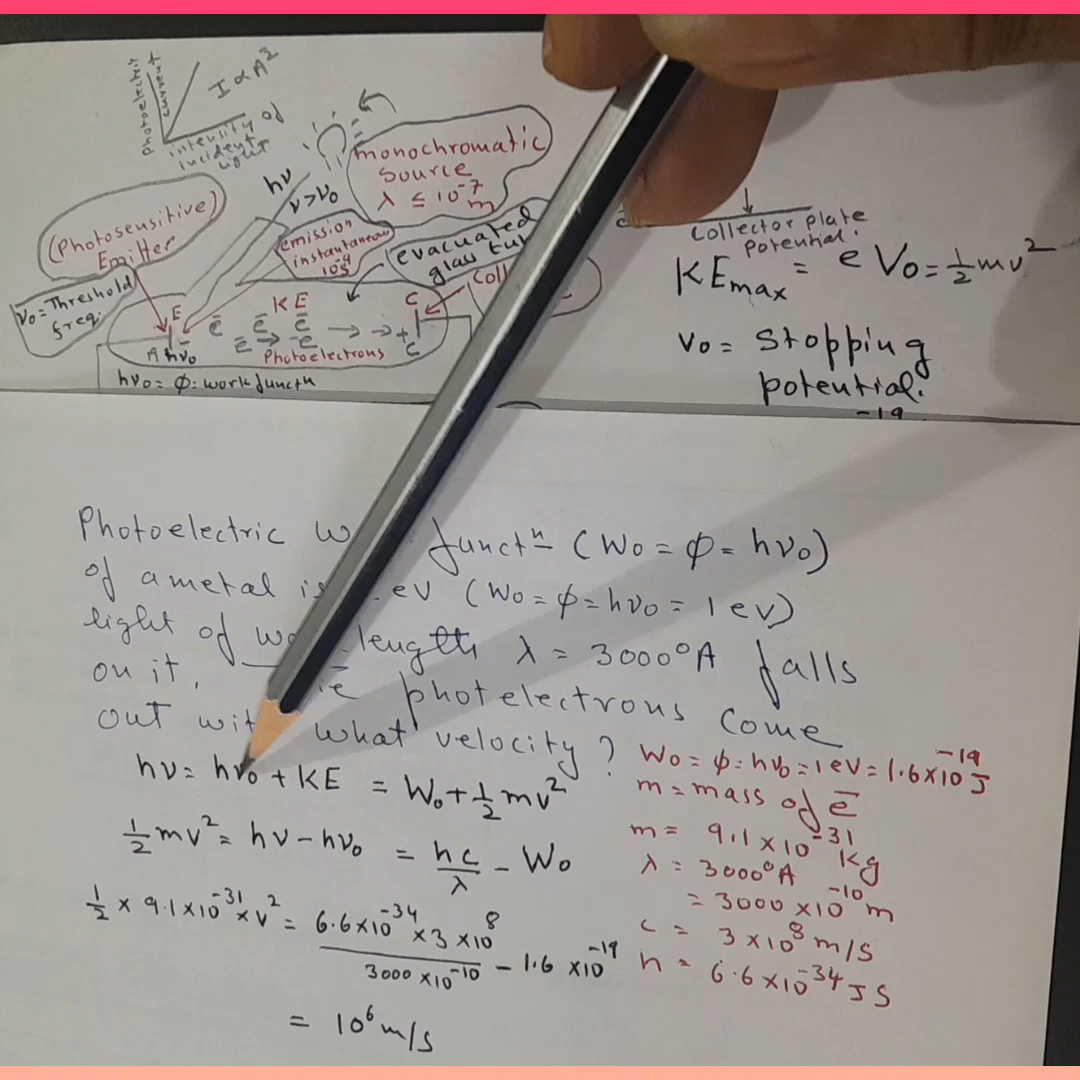 photoelectric
current
I ∝ A²
intensity of
incident
light
hν
ν>ν₀
monochromatic
source
λ ≤ 10⁻⁷ m
(Photosensitive)
Emitter
emission
instantaneous
10⁻⁹ s
evacuated
glass
ν₀=Threshold
freq:
E
KE
C
ē ē ē
ē ē
+
C
A hν₀
Photoelectrons
hν₀ = φ: work functⁿ
collector plate
potential.
KEmax = eV₀ = ½mv²
V₀ = stopping
potential.
-19
Photoelectric functⁿ (W₀ = φ = hν₀)
of a metal ev (W₀ = φ = hν₀ = 1 ev)
light of length λ = 3000°A falls
on it, photoelectrons come
out what velocity?
hν = hν₀ + KE = W₀ + ½mv²
½mv² = hν - hν₀ = hc/λ - W₀
½ × 9.1×10⁻³¹ × v² = 6.6×10⁻³⁴ × 3×10⁸ / 3000×10⁻¹⁰ - 1.6×10⁻¹⁹
= 10⁶ m/s
W₀ = φ = hν₀ = 1ev = 1.6×10⁻¹⁹ J
m = mass of ē
m = 9.1×10⁻³¹ kg
λ = 3000°A
= 3000×10⁻¹⁰ m
c = 3×10⁸ m/s
h = 6.6×10⁻³⁴ JS